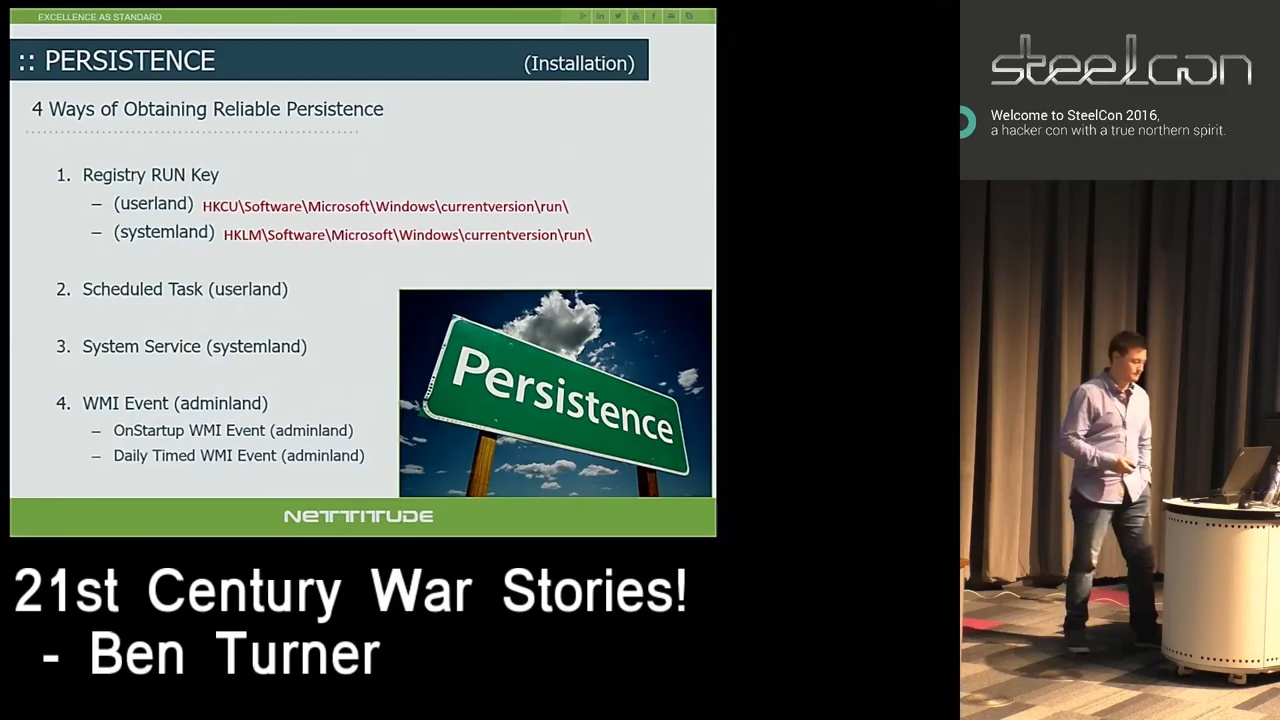 EXCELLENCE AS STANDARD
:: PERSISTENCE (Installation)
4 Ways of Obtaining Reliable Persistence
1. Registry RUN Key
– (userland) HKCU\Software\Microsoft\Windows\currentversion\run\
– (systemland) HKLM\Software\Microsoft\Windows\currentversion\run\
2. Scheduled Task (userland)
3. System Service (systemland)
4. WMI Event (adminland)
– OnStartup WMI Event (adminland)
– Daily Timed WMI Event (adminland)
Persistence
NETTITUDE
21st Century War Stories!
- Ben Turner
steelcon
Welcome to SteelCon 2016,
a hacker con with a true northern spirit.